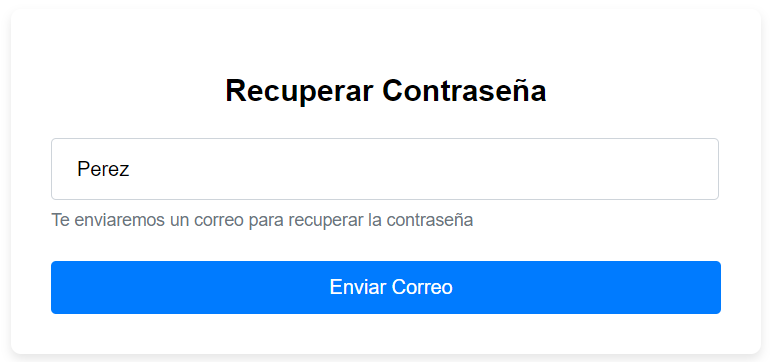 Recuperar Contraseña
Perez
Te enviaremos un correo para recuperar la contraseña
Enviar Correo